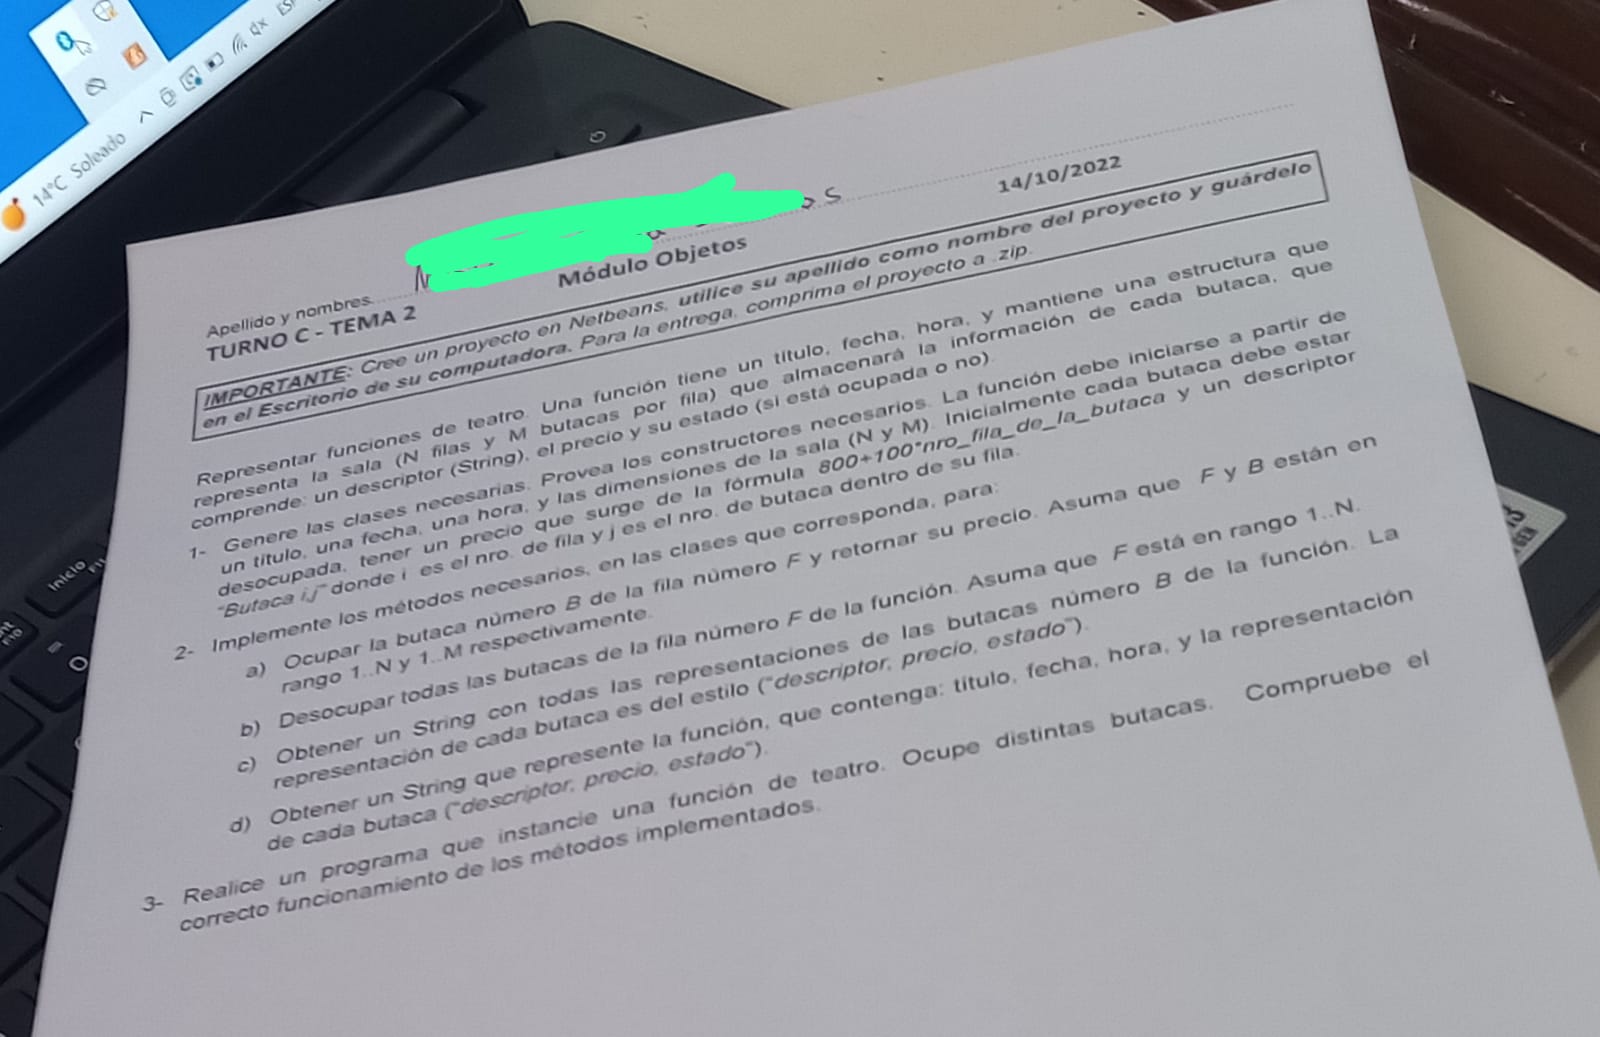 14°C Soleado
ESP
Inicio
Apellido y nombres
TURNO C - TEMA 2
Módulo Objetos
14/10/2022
IMPORTANTE: Cree un proyecto en Netbeans, utilice su apellido como nombre del proyecto y guárdelo
en el Escritorio de su computadora. Para la entrega, comprima el proyecto a .zip.
Representar funciones de teatro. Una función tiene un título, fecha, hora, y mantiene una estructura que
representa la sala (N filas y M butacas por fila) que almacenará la información de cada butaca, que
comprende: un descriptor (String), el precio y su estado (si está ocupada o no).
1- Genere las clases necesarias. Provea los constructores necesarios. La función debe iniciarse a partir de
un título, una fecha, una hora, y las dimensiones de la sala (N y M). Inicialmente cada butaca debe estar
desocupada, tener un precio que surge de la fórmula 800+100*nro_fila_de_la_butaca y un descriptor
"Butaca i,j" donde i es el nro. de fila y j es el nro. de butaca dentro de su fila.
2- Implemente los métodos necesarios, en las clases que corresponda, para:
a) Ocupar la butaca número B de la fila número F y retornar su precio. Asuma que F y B están en
rango 1..N y 1..M respectivamente.
b) Desocupar todas las butacas de la fila número F de la función. Asuma que F está en rango 1..N.
c) Obtener un String con todas las representaciones de las butacas número B de la función. La
representación de cada butaca es del estilo ("descriptor, precio, estado").
d) Obtener un String que represente la función, que contenga: título, fecha, hora, y la representación
de cada butaca ("descriptor, precio, estado").
3- Realice un programa que instancie una función de teatro. Ocupe distintas butacas. Compruebe el
correcto funcionamiento de los métodos implementados.